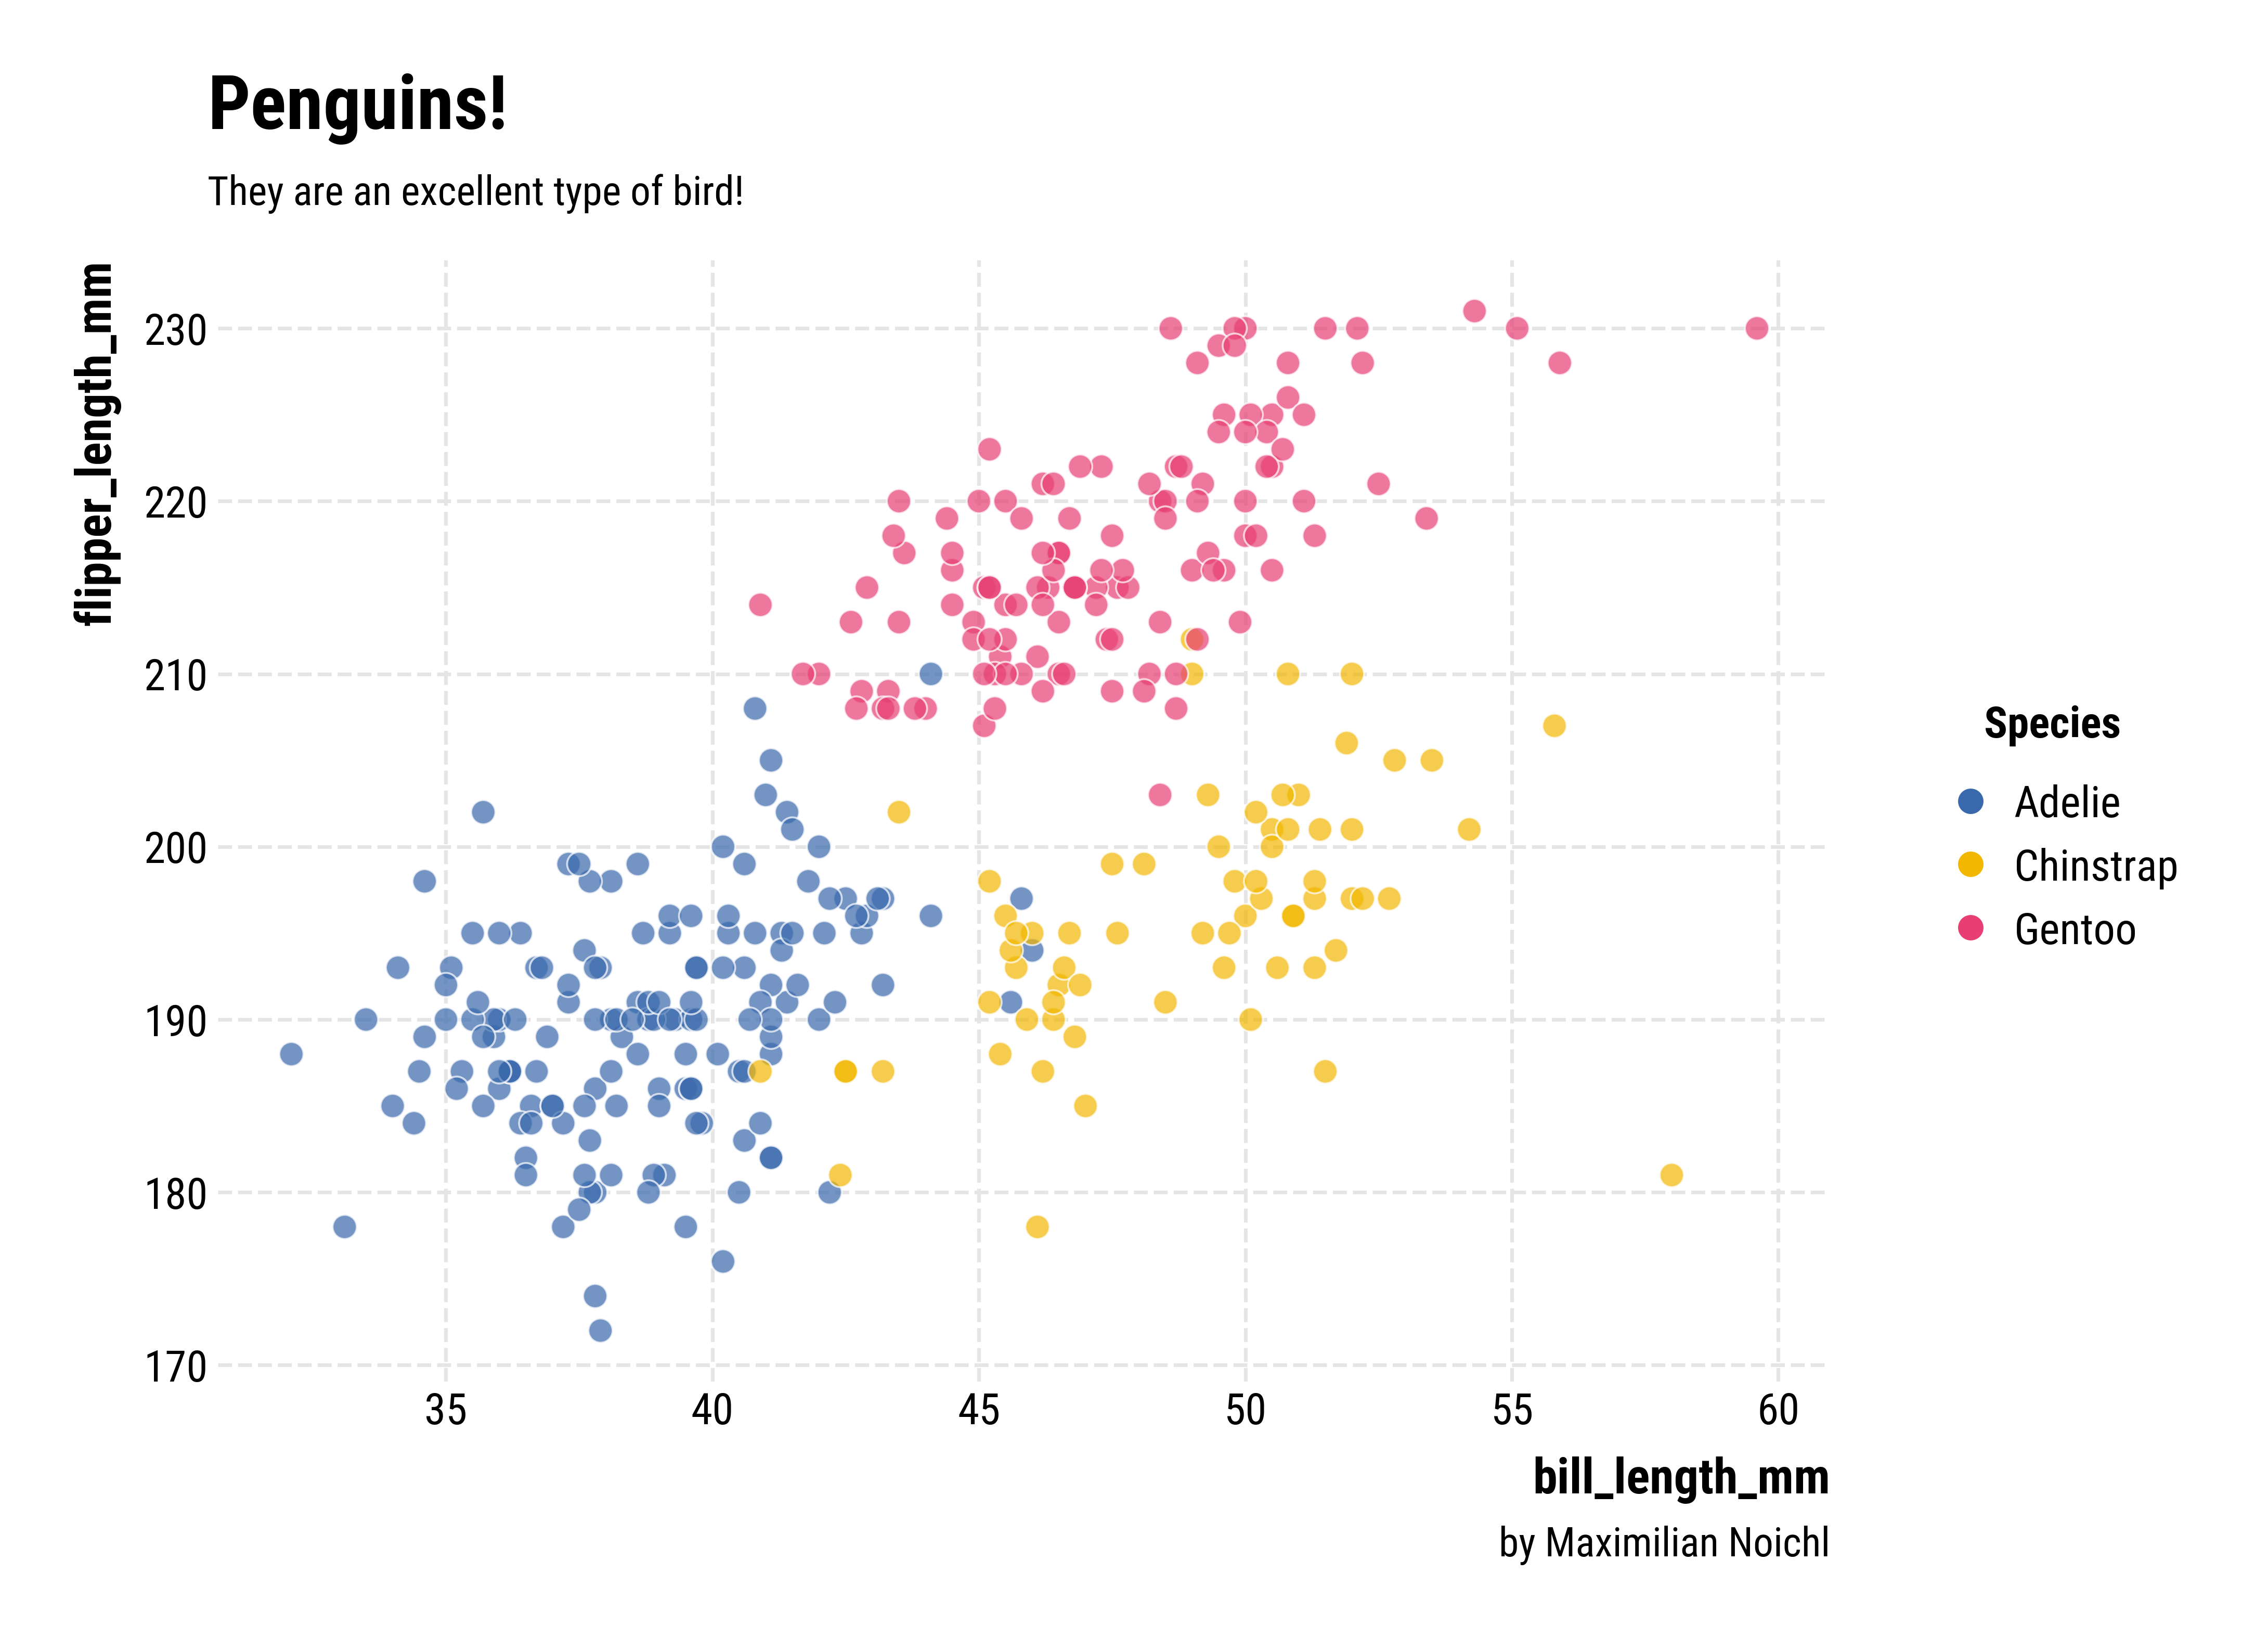 Penguins!
They are an excellent type of bird!
flipper_length_mm
230
220
210
200
190
180
170
35 40 45 50 55 60
bill_length_mm
by Maximilian Noichl
Species
Adelie
Chinstrap
Gentoo